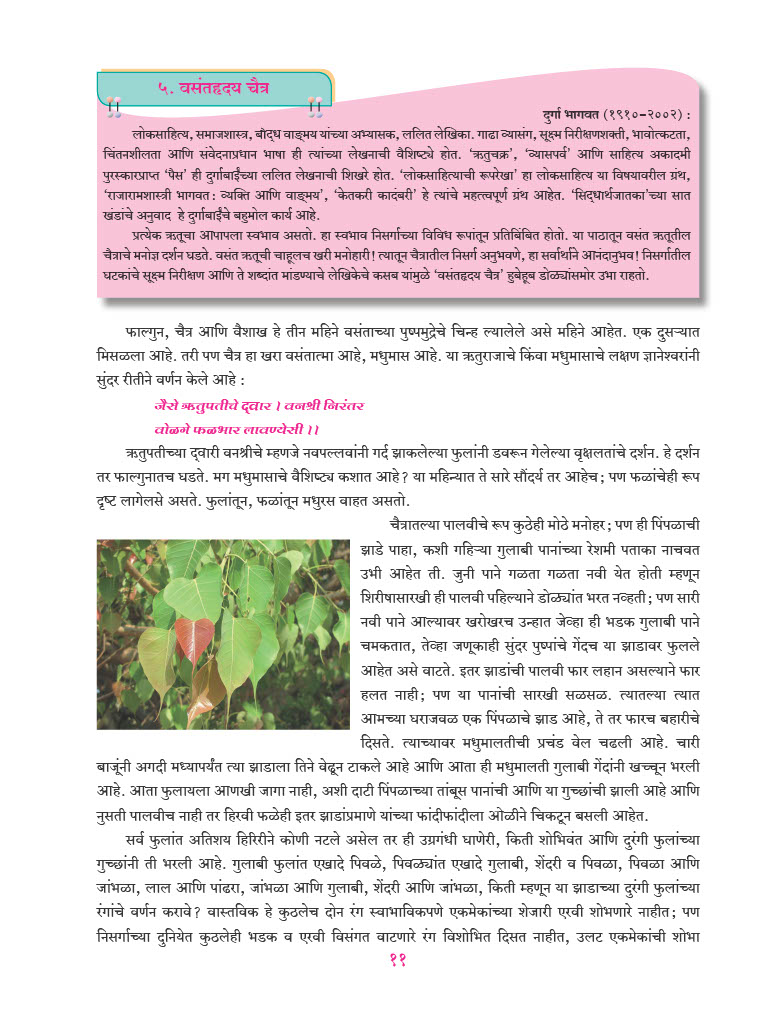 ५. वसंतहृदय चैत्र
दुर्गा भागवत (१९१०-२००२) :
लोकसाहित्य, समाजशास्त्र, बौद्ध वाङ्मय यांच्या अभ्यासक, ललित लेखिका. गाढा व्यासंग, सूक्ष्म निरीक्षणशक्ती, भावोत्कटता,
चिंतनशीलता आणि संवेदनाप्रधान भाषा ही त्यांच्या लेखनाची वैशिष्ट्ये होत. ‘ऋतुचक्र’, ‘व्यासपर्व’ आणि साहित्य अकादमी
पुरस्कारप्राप्त ‘पैस’ ही दुर्गाबाईंच्या ललित लेखनाची शिखरे होत. ‘लोकसाहित्याची रूपरेखा’ हा लोकसाहित्य या विषयावरील ग्रंथ,
‘राजारामशास्त्री भागवत : व्यक्ति आणि वाङ्मय’, ‘केतकरी कादंबरी’ हे त्यांचे महत्त्वपूर्ण ग्रंथ आहेत. ‘सिद्धार्थजातका’च्या सात
खंडांचे अनुवाद हे दुर्गाबाईंचे बहुमोल कार्य आहे.
प्रत्येक ऋतूचा आपापला स्वभाव असतो. हा स्वभाव निसर्गाच्या विविध रूपांतून प्रतिबिंबित होतो. या पाठातून वसंत ऋतूतील
चैत्राचे मनोज्ञ दर्शन घडते. वसंत ऋतूची चाहूलच खरी मनोहारी! त्यातून चैत्रातील निसर्ग अनुभवणे, हा सर्वार्थाने आनंदानुभव! निसर्गातील
घटकांचे सूक्ष्म निरीक्षण आणि ते शब्दांत मांडण्याचे लेखिकेचे कसब यांमुळे ‘वसंतहृदय चैत्र’ हुबेहूब डोळ्यांसमोर उभा राहतो.
फाल्गुन, चैत्र आणि वैशाख हे तीन महिने वसंताच्या पुष्पमुद्रेचे चिन्ह ल्यालेले असे महिने आहेत. एक दुसऱ्यात
मिसळला आहे. तरी पण चैत्र हा खरा वसंतात्मा आहे, मधुमास आहे. या ऋतुराजाचे किंवा मधुमासाचे लक्षण ज्ञानेश्वरांनी
सुंदर रीतीने वर्णन केले आहे :
जैसे ऋतुपतीचे द्वार । वनश्री निरंतर
वोळगे फळभार लावण्येसी ।।
ऋतुपतीच्या द्वारी वनश्रीचे म्हणजे नवपल्लवांनी गर्द झाकलेल्या फुलांनी डवरून गेलेल्या वृक्षलतांचे दर्शन. हे दर्शन
तर फाल्गुनातच घडते. मग मधुमासाचे वैशिष्ट्य कशात आहे? या महिन्यात ते सारे सौंदर्य तर आहेच; पण फळांचेही रूप
दृष्ट लागेलसे असते. फुलांतून, फळांतून मधुरस वाहत असतो.
चैत्रातल्या पालवीचे रूप कुठेही मोठे मनोहर; पण ही पिंपळाची
झाडे पाहा, कशी गहिऱ्या गुलाबी पानांच्या रेशमी पताका नाचवत
उभी आहेत ती. जुनी पाने गळता गळता नवी येत होती म्हणून
शिरीषासारखी ही पालवी पहिल्याने डोळ्यांत भरत नव्हती; पण सारी
नवी पाने आल्यावर खरोखरच उन्हात जेव्हा ही भडक गुलाबी पाने
चमकतात, तेव्हा जणूकाही सुंदर पुष्पांचे गेंदच या झाडावर फुलले
आहेत असे वाटते. इतर झाडांची पालवी फार लहान असल्याने फार
हलत नाही; पण या पानांची सारखी सळसळ. त्यातल्या त्यात
आमच्या घराजवळ एक पिंपळाचे झाड आहे, ते तर फारच बहारीचे
दिसते. त्याच्यावर मधुमालतीची प्रचंड वेल चढली आहे. चारी
बाजूंनी अगदी मध्यापर्यंत त्या झाडाला तिने वेढून टाकले आहे आणि आता ही मधुमालती गुलाबी गेंदांनी खच्चून भरली
आहे. आता फुलायला आणखी जागा नाही, अशी दाटी पिंपळाच्या तांबूस पानांची आणि या गुच्छांची झाली आहे आणि
नुसती पालवीच नाही तर हिरवी फळेही इतर झाडांप्रमाणे यांच्या फांदीफांदीला ओळीने चिकटून बसली आहेत.
सर्व फुलांत अतिशय हिरिरीने कोणी नटले असेल तर ही उग्रगंधी घाणेरी, किती शोभिवंत आणि दुरंगी फुलांच्या
गुच्छांनी ती भरली आहे. गुलाबी फुलांत एखादे पिवळे, पिवळ्यांत एखादे गुलाबी, शेंदरी व पिवळा, पिवळा आणि
जांभळा, लाल आणि पांढरा, जांभळा आणि गुलाबी, शेंदरी आणि जांभळा, किती म्हणून या झाडाच्या दुरंगी फुलांच्या
रंगांचे वर्णन करावे? वास्तविक हे कुठलेच दोन रंग स्वाभाविकपणे एकमेकांच्या शेजारी एरवी शोभणारे नाहीत; पण
निसर्गाच्या दुनियेत कुठलेही भडक व एरवी विसंगत वाटणारे रंग विशोभित दिसत नाहीत, उलट एकमेकांची शोभा
११